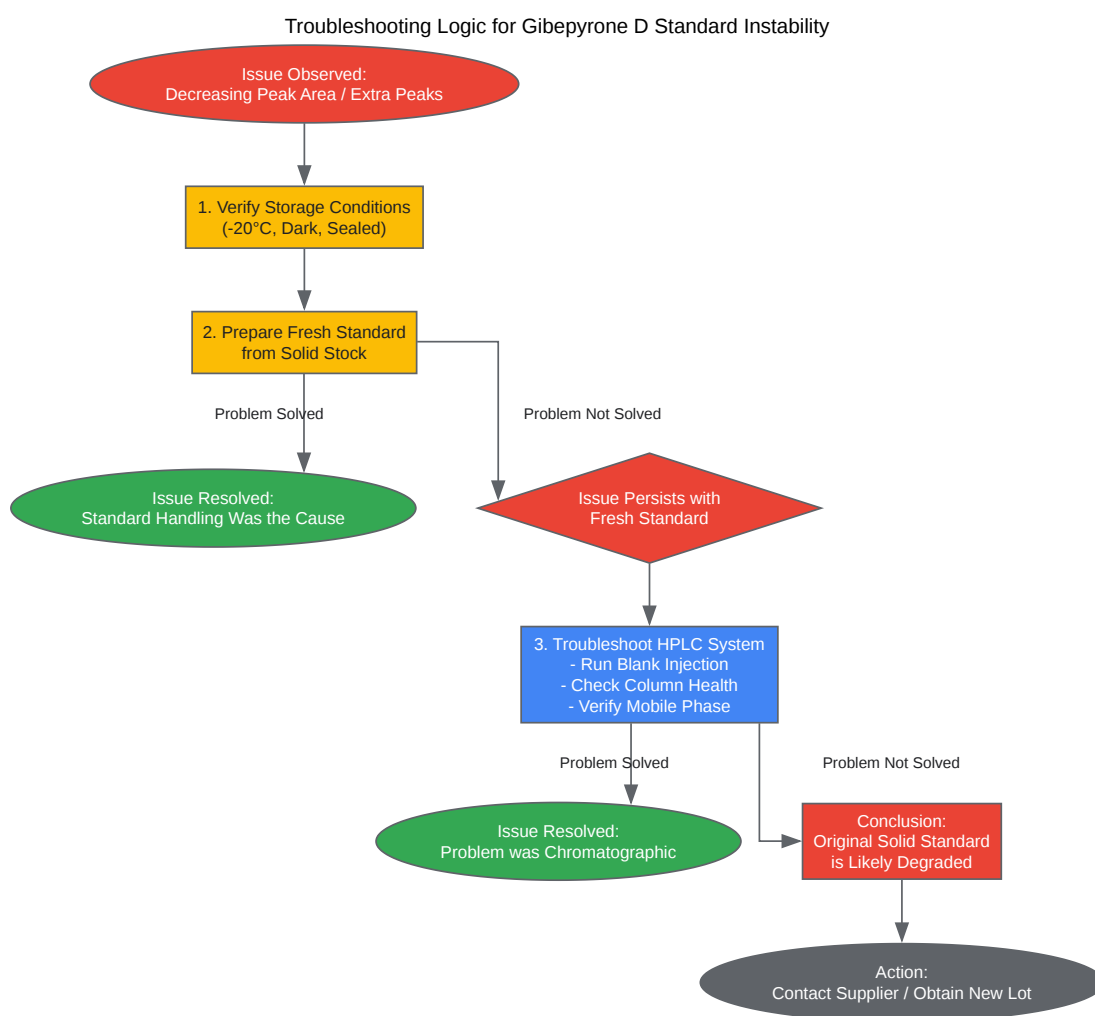 Troubleshooting Logic for Gibepyrone D Standard Instability
Issue Observed:
Decreasing Peak Area / Extra Peaks
1. Verify Storage Conditions
(-20°C, Dark, Sealed)
2. Prepare Fresh Standard
from Solid Stock
Problem Solved
Problem Not Solved
Issue Resolved:
Standard Handling Was the Cause
Issue Persists with
Fresh Standard
3. Troubleshoot HPLC System
- Run Blank Injection
- Check Column Health
- Verify Mobile Phase
Problem Solved
Problem Not Solved
Issue Resolved:
Problem was Chromatographic
Conclusion:
Original Solid Standard
is Likely Degraded
Action:
Contact Supplier / Obtain New Lot